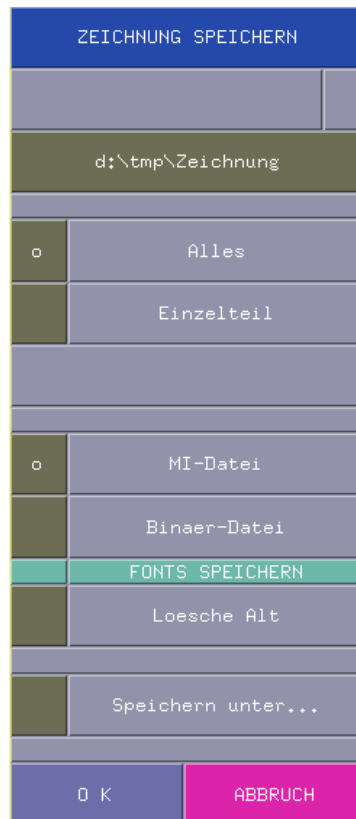 ZEICHNUNG SPEICHERN
d:\tmp\Zeichnung
o Alles
Einzelteil
o MI-Datei
Binaer-Datei
FONTS SPEICHERN
Loesche Alt
Speichern unter...
O K ABBRUCH